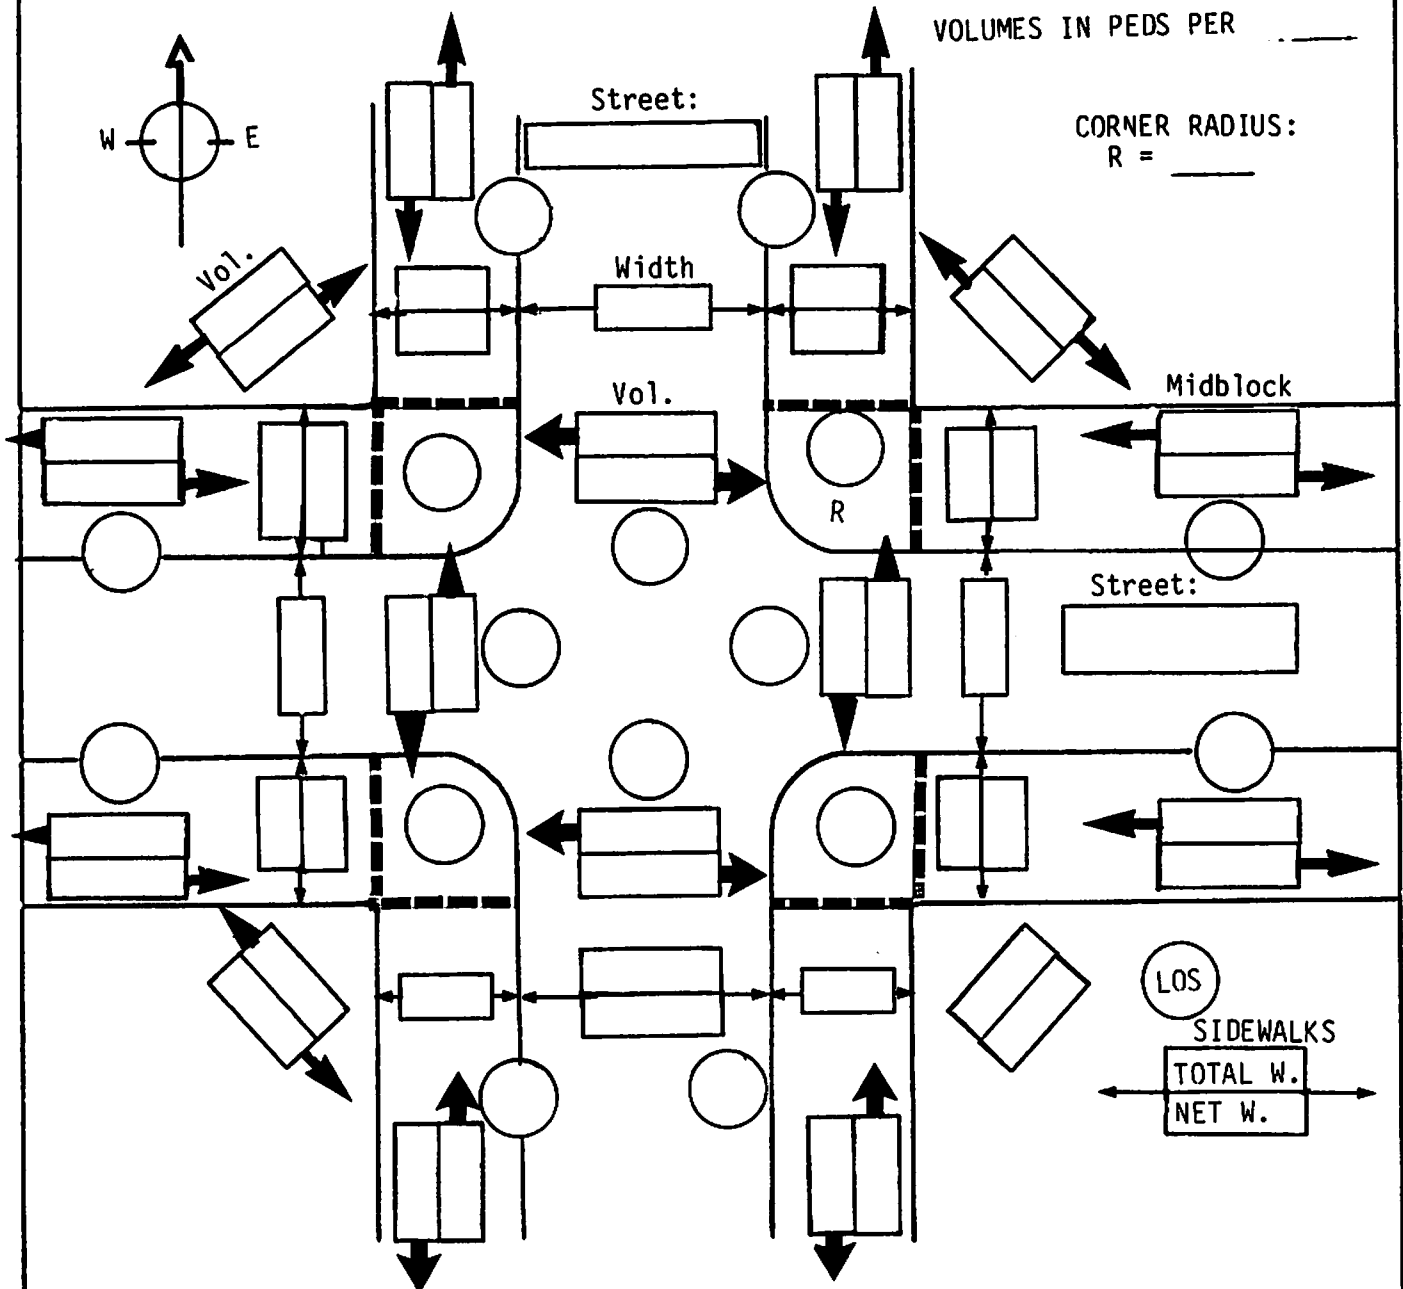 VOLUMES IN PEDS PER
Street:
CORNER RADIUS:
R =
W
E
Vol.
Width
Vol.
Midblock
R
Street:
LOS
SIDEWALKS
TOTAL W.
NET W.